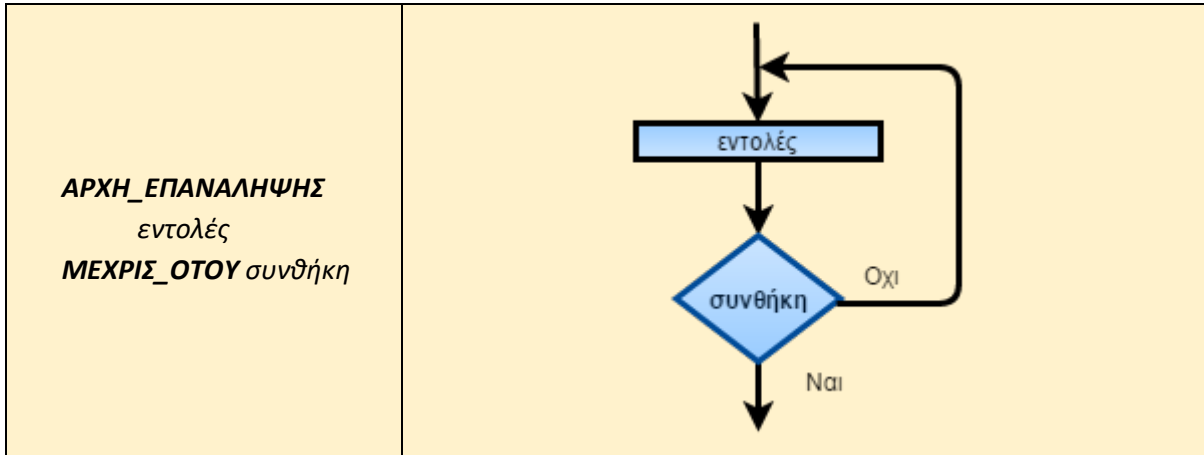 ΑΡΧΗ_ΕΠΑΝΑΛΗΨΗΣ
εντολές
ΜΕΧΡΙΣ_ΟΤΟΥ συνθήκη
εντολές
συνθήκη
Οχι
Ναι